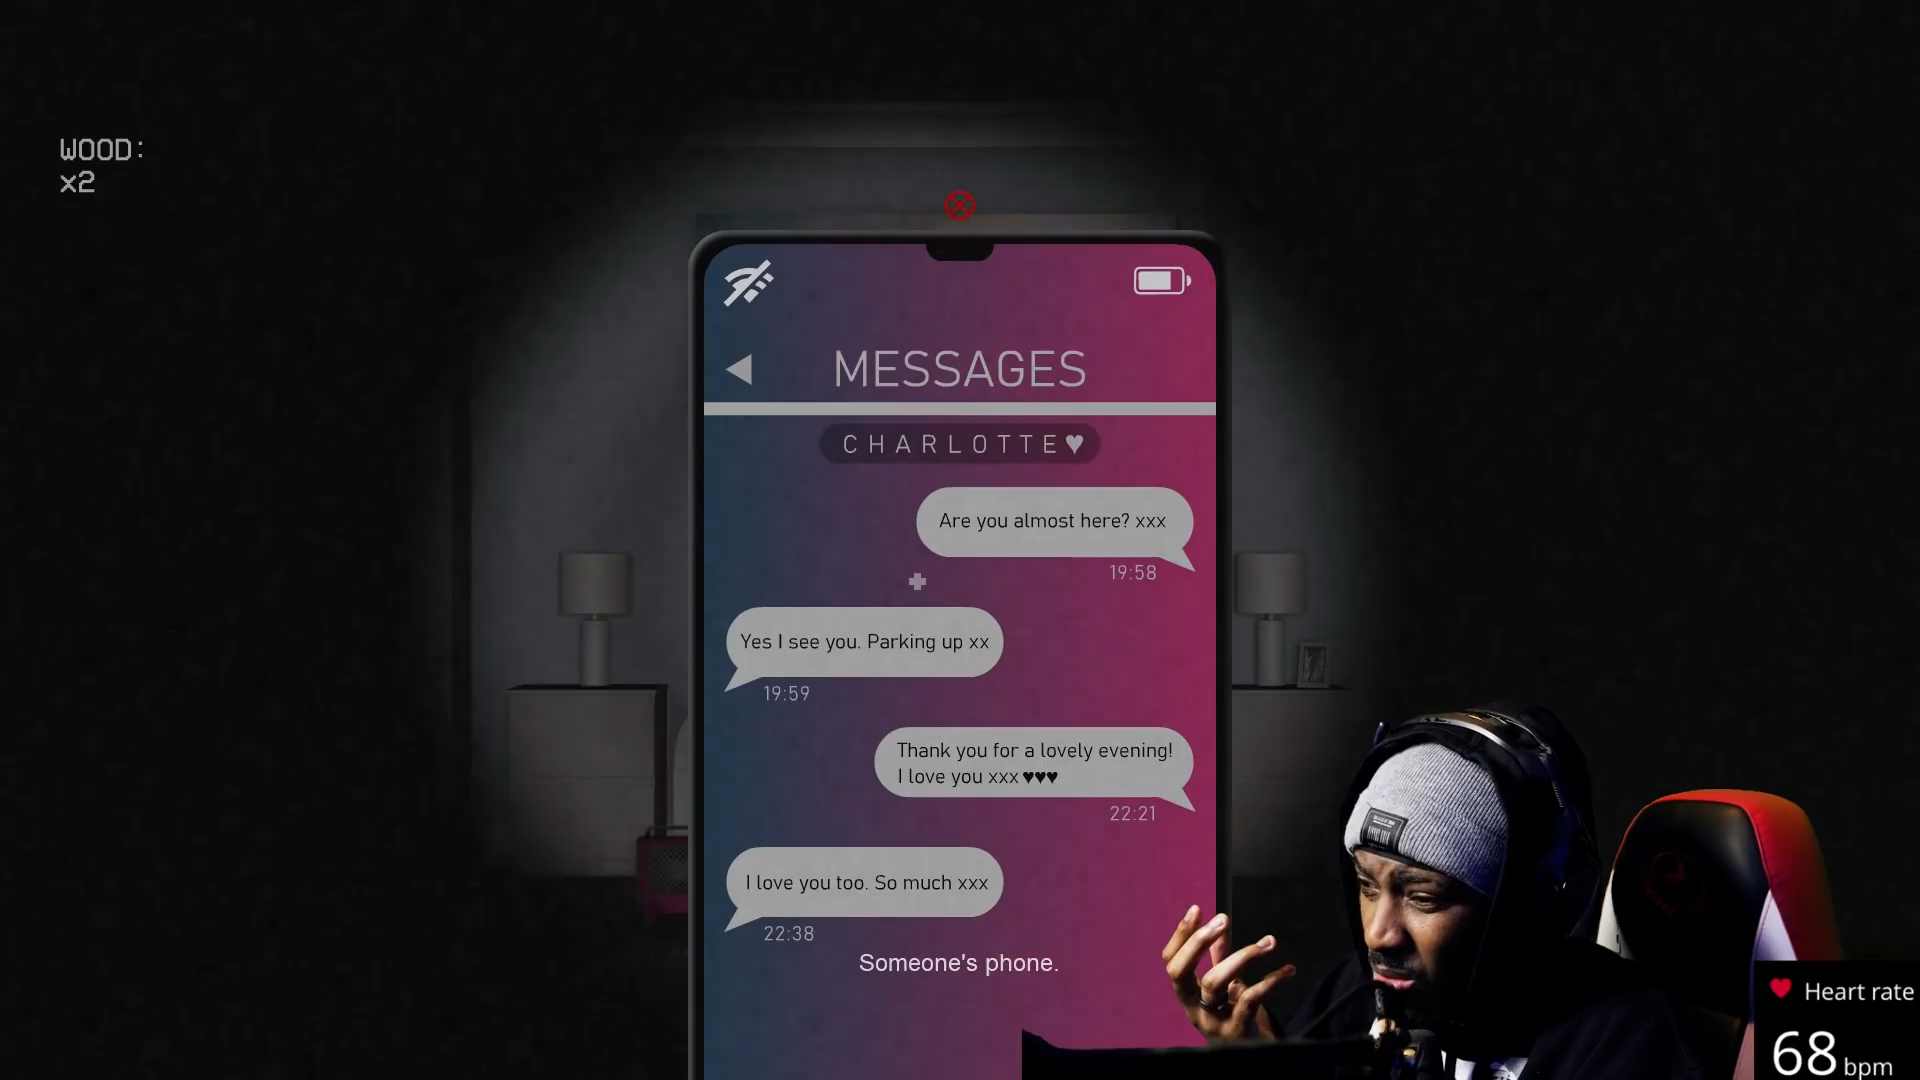 WOOD:
x2
MESSAGES
CHARLOTTE♥
Are you almost here? xxx
19:58
Yes I see you. Parking up xx
19:59
Thank you for a lovely evening!
I love you xxx ♥♥♥
22:21
I love you too. So much xxx
22:38
Someone's phone.
Heart rate
68 bpm